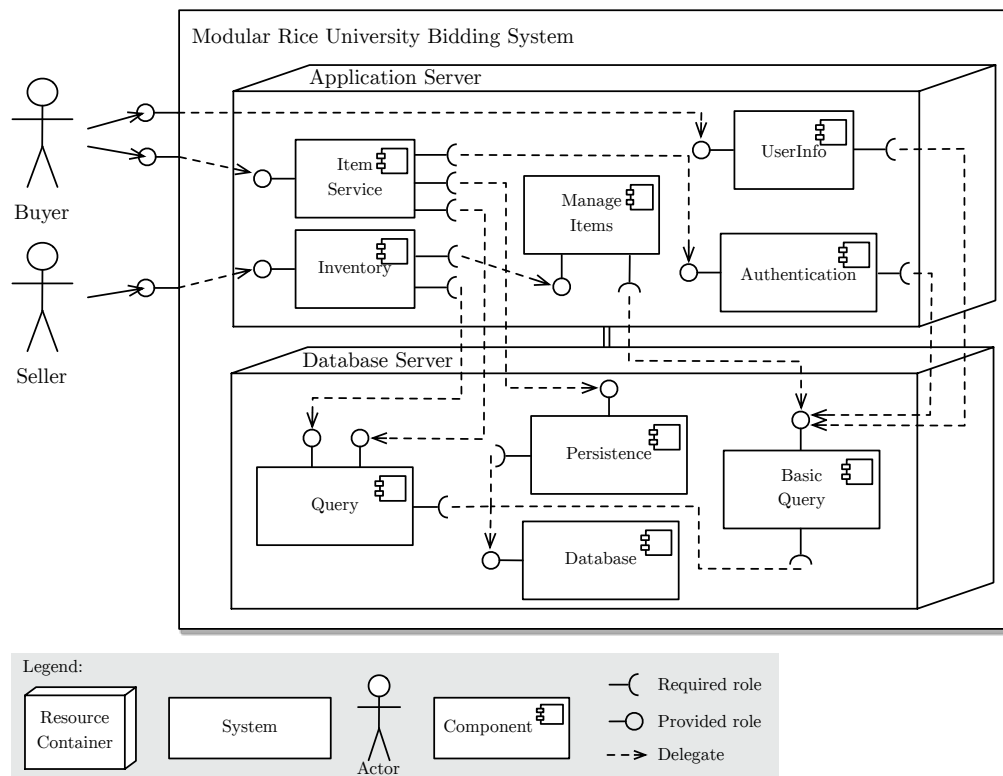 Modular Rice University Bidding System
Application Server
Buyer
Seller
Item
Service
Inventory
Manage
Items
UserInfo
Authentication
Database Server
Query
Persistence
Database
Basic
Query
Legend:
Resource
Container
System
Actor
Component
Required role
Provided role
Delegate